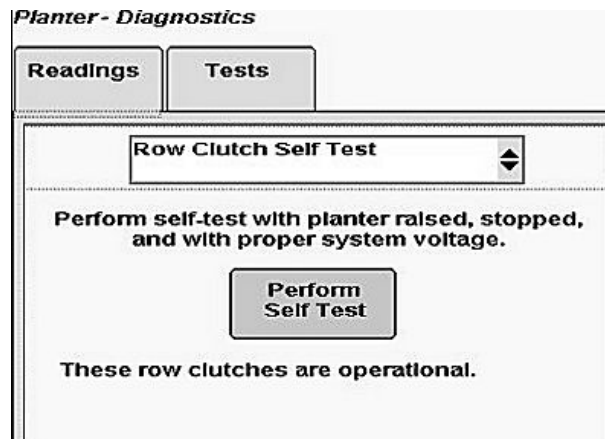 Planter - Diagnostics
Readings
Tests
Row Clutch Self Test
Perform self-test with planter raised, stopped,
and with proper system voltage.
Perform
Self Test
These row clutches are operational.